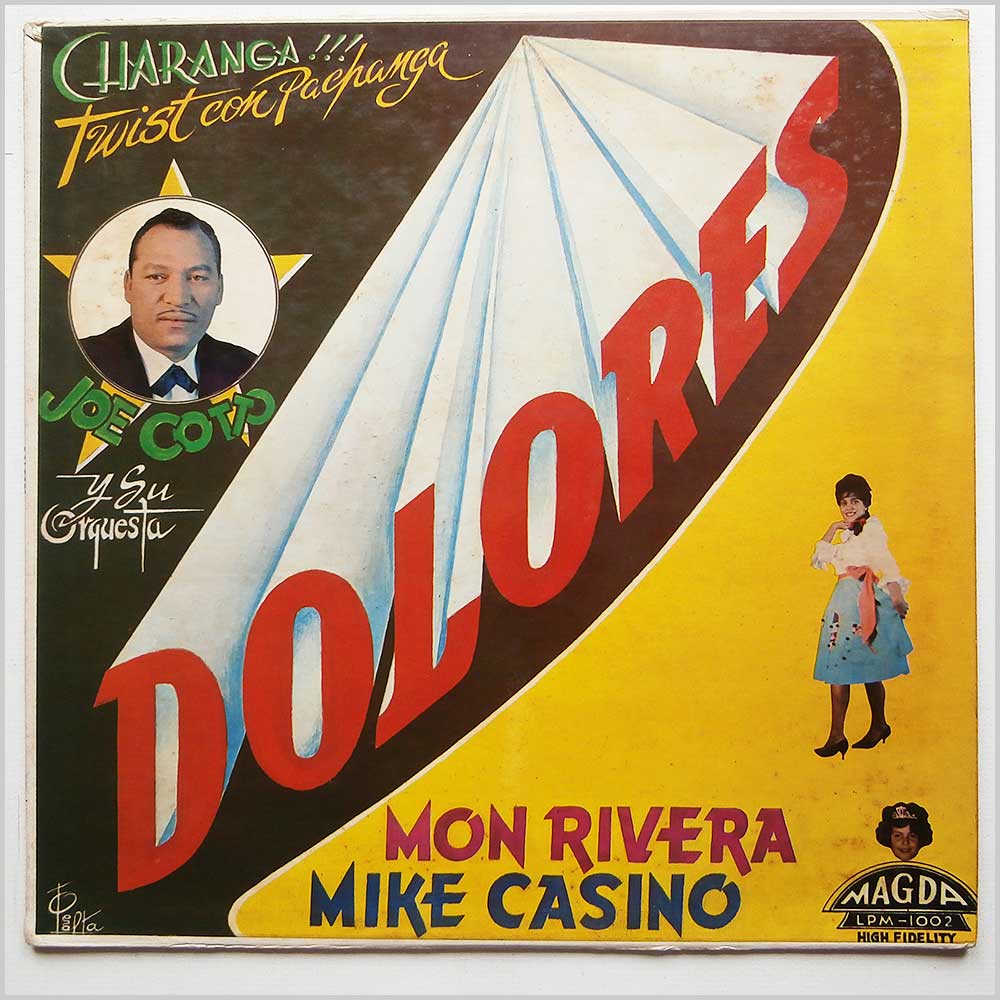 CHARANGA!!!
Twist con Pachanga
JOE COTTO
y Su
Orquesta
DOLORES
MON RIVERA
MIKE CASINO
MAGDA
LPM-1002
HIGH FIDELITY